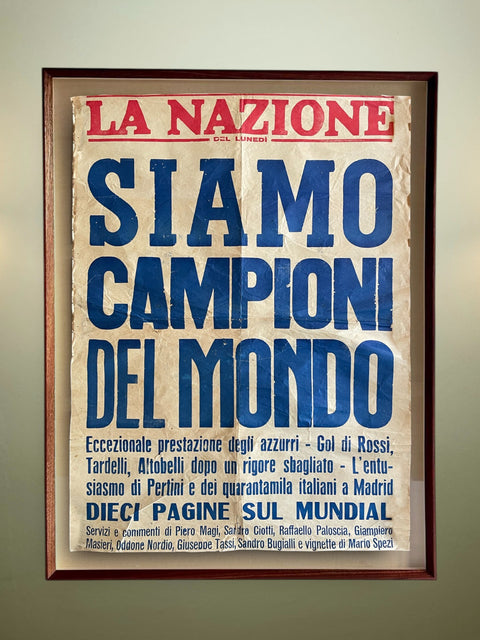 LA NAZIONE
DEL LUNEDÌ
SIAMO
CAMPIONI
DEL MONDO
Eccezionale prestazione degli azzurri - Gol di Rossi,
Tardelli, Altobelli dopo un rigore sbagliato - L'entu-
siasmo di Pertini e dei quarantamila italiani a Madrid
DIECI PAGINE SUL MUNDIAL
Servizi e commenti di Piero Magi, Sandro Ciotti, Raffaello Paloscia, Giampiero
Masieri, Oddone Nordio, Giuseppe Tassi, Sandro Bugialli e vignette di Mario Spezi